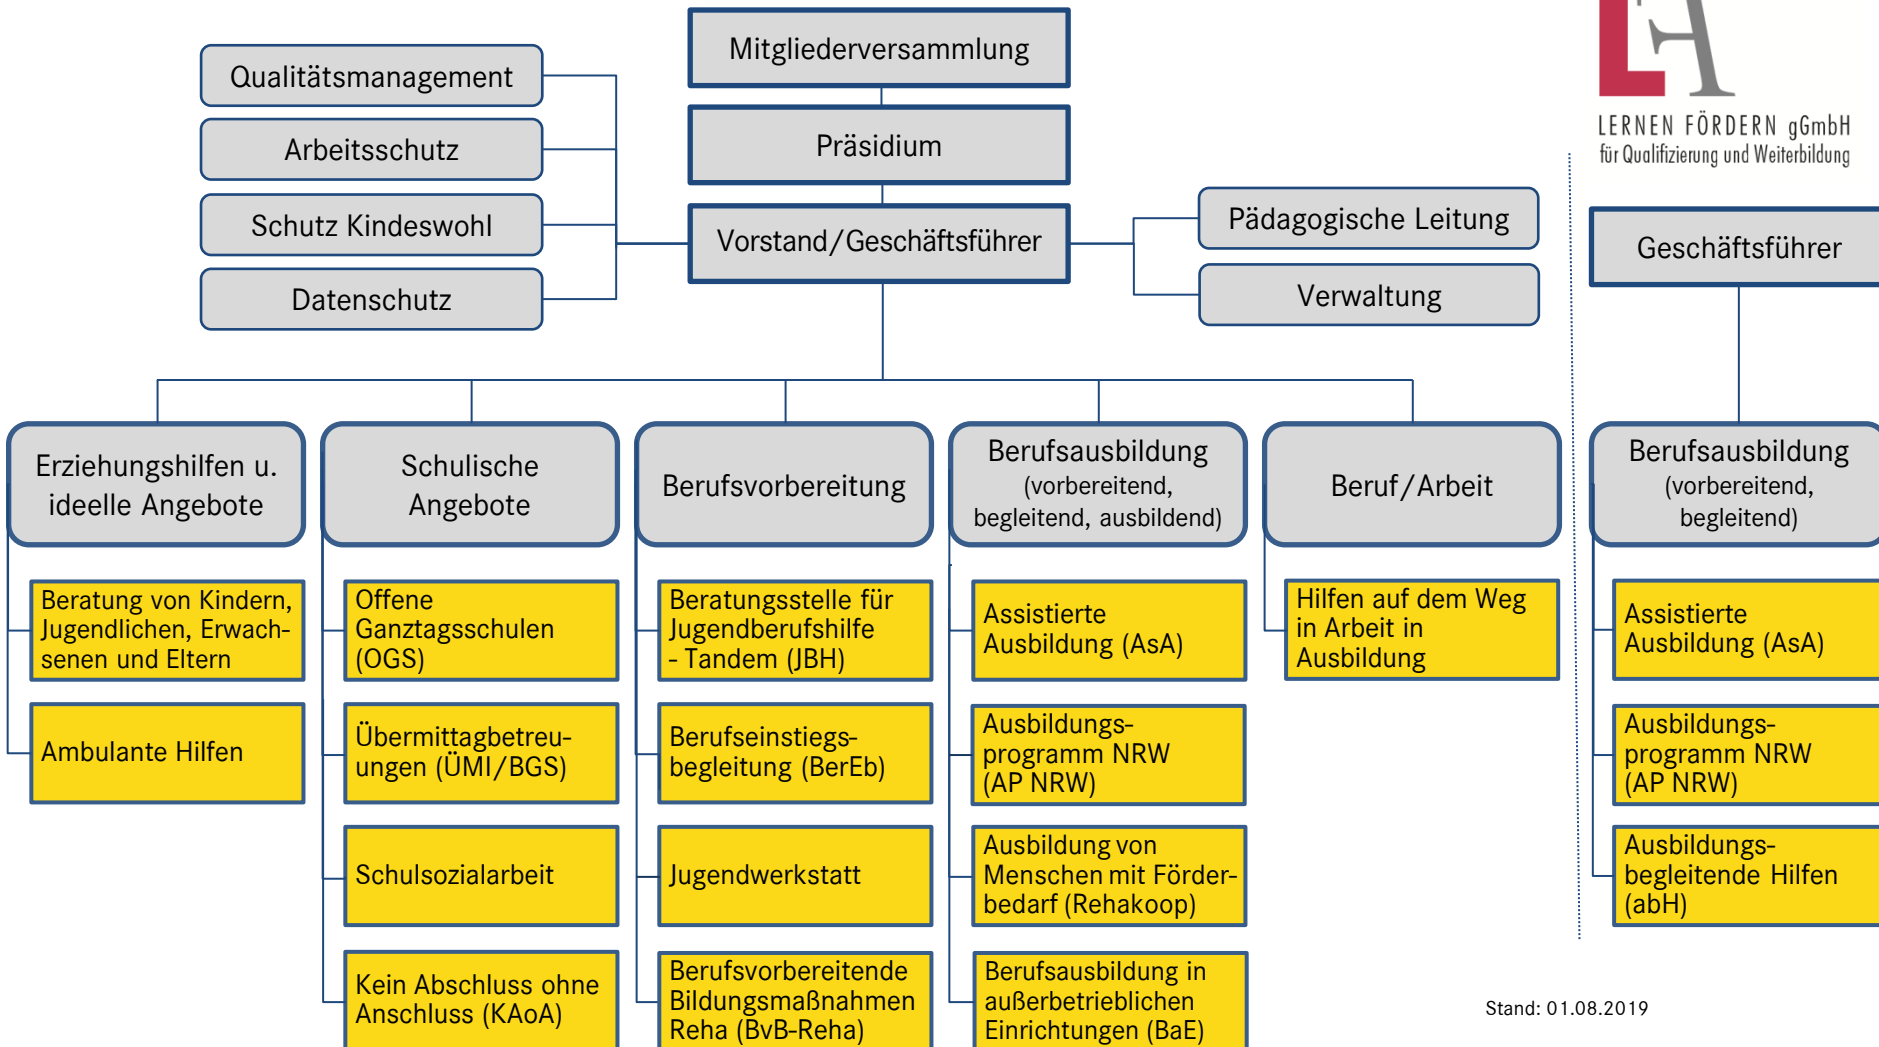 Mitgliederversammlung
Präsidium
Vorstand/Geschäftsführer
Qualitätsmanagement
Arbeitsschutz
Schutz Kindeswohl
Datenschutz
Pädagogische Leitung
Verwaltung
LERNEN FÖRDERN gGmbH
für Qualifizierung und Weiterbildung
Geschäftsführer
Erziehungshilfen u.
ideelle Angebote
Beratung von Kindern,
Jugendlichen, Erwach-
senen und Eltern
Ambulante Hilfen
Schulische
Angebote
Offene
Ganztagsschulen
(OGS)
Übermittagbetreu-
ungen (ÜMI/BGS)
Schulsozialarbeit
Kein Abschluss ohne
Anschluss (KAoA)
Berufsvorbereitung
Beratungsstelle für
Jugendberufshilfe
- Tandem (JBH)
Berufseinstiegs-
begleitung (BerEb)
Jugendwerkstatt
Berufsvorbereitende
Bildungsmaßnahmen
Reha (BvB-Reha)
Berufsausbildung
(vorbereitend,
begleitend, ausbildend)
Assistierte
Ausbildung (AsA)
Ausbildungs-
programm NRW
(AP NRW)
Ausbildung von
Menschen mit Förder-
bedarf (Rehakoop)
Berufsausbildung in
außerbetrieblichen
Einrichtungen (BaE)
Beruf/Arbeit
Hilfen auf dem Weg
in Arbeit in
Ausbildung
Berufsausbildung
(vorbereitend,
begleitend)
Assistierte
Ausbildung (AsA)
Ausbildungs-
programm NRW
(AP NRW)
Ausbildungs-
begleitende Hilfen
(abH)
Stand: 01.08.2019